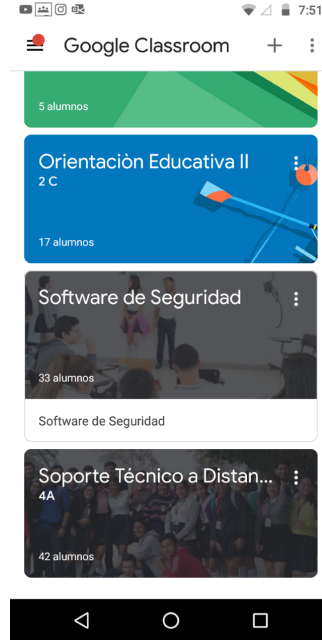 7:51
Google Classroom
5 alumnos
Orientaciòn Educativa II
2 C
17 alumnos
Software de Seguridad
33 alumnos
Software de Seguridad
Soporte Técnico a Distan...
4A
42 alumnos